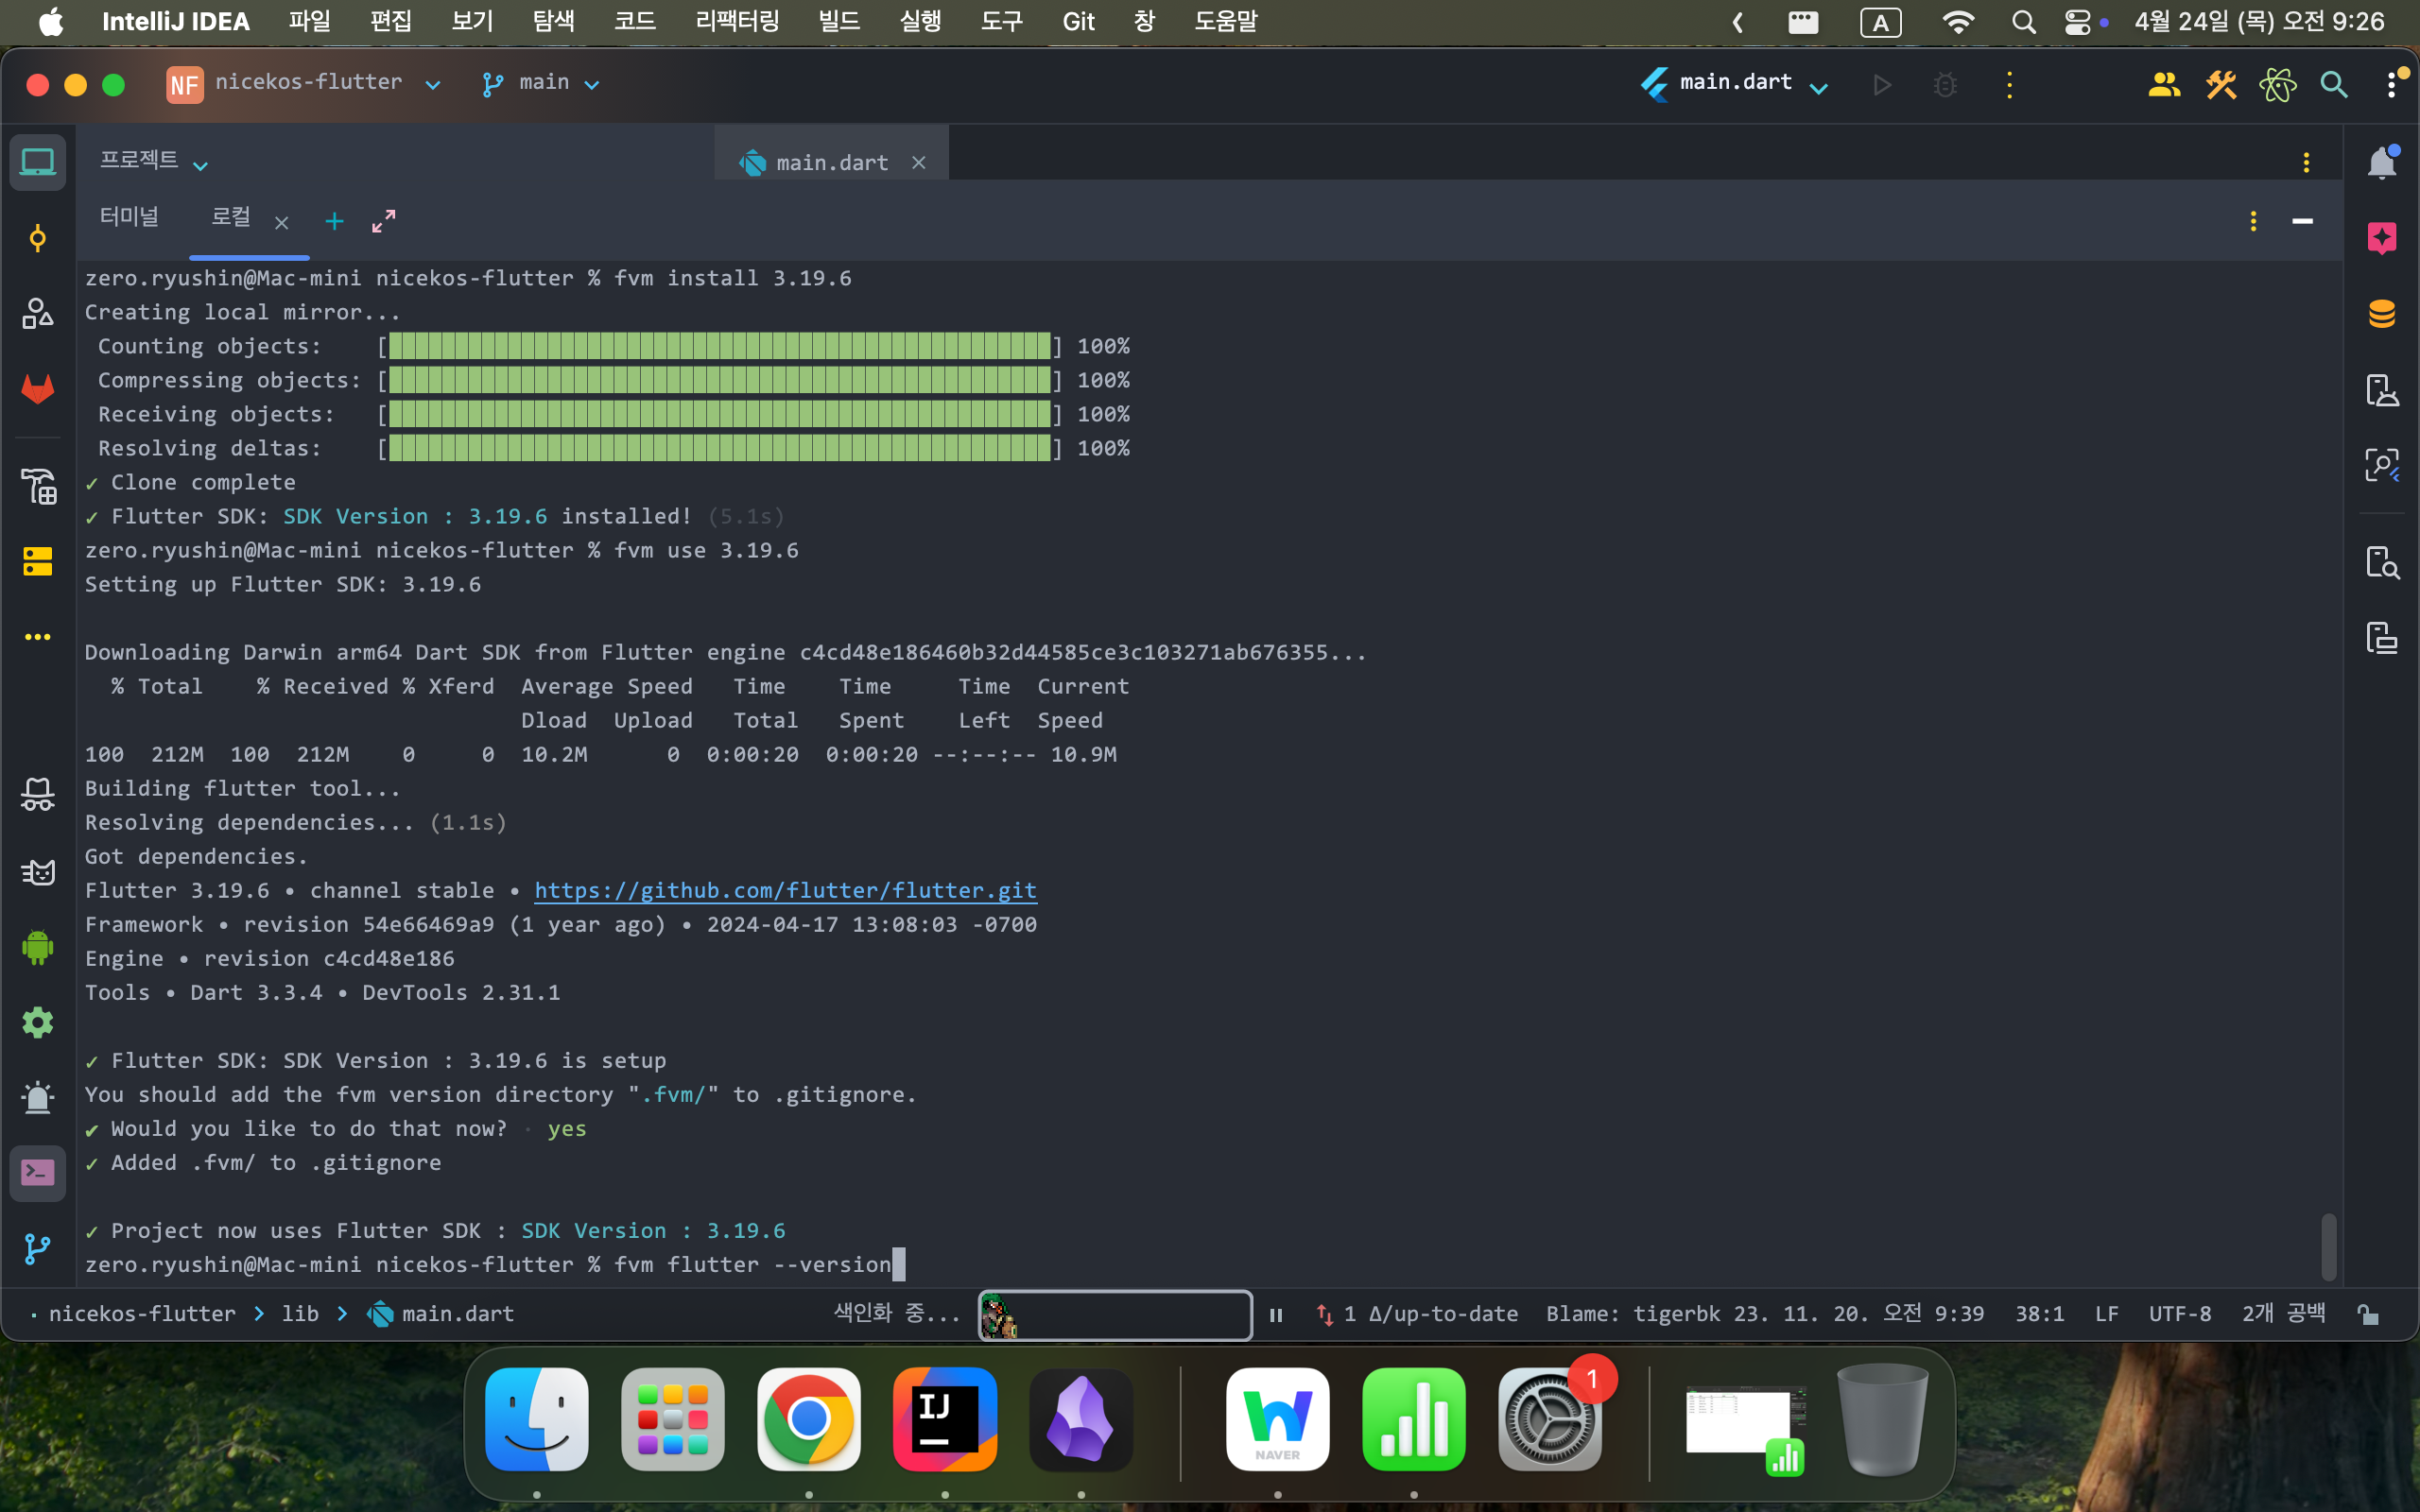 IntelliJ IDEA 파일 편집 보기 탐색 코드 리팩터링 빌드 실행 도구 Git 창 도움말 A 4월 24일 (목) 오전 9:26
NF nicekos-flutter main main.dart
프로젝트 main.dart
터미널 로컬
zero.ryushin@Mac-mini nicekos-flutter % fvm install 3.19.6
Creating local mirror...
Counting objects: [] 100%
Compressing objects: [] 100%
Receiving objects: [] 100%
Resolving deltas: [] 100%
✓ Clone complete
✓ Flutter SDK: SDK Version : 3.19.6 installed! (5.1s)
zero.ryushin@Mac-mini nicekos-flutter % fvm use 3.19.6
Setting up Flutter SDK: 3.19.6
Downloading Darwin arm64 Dart SDK from Flutter engine c4cd48e186460b32d44585ce3c103271ab676355...
% Total % Received % Xferd Average Speed Time Time Time Current
Dload Upload Total Spent Left Speed
100 212M 100 212M 0 0 10.2M 0 0:00:20 0:00:20 --:--:-- 10.9M
Building flutter tool...
Resolving dependencies... (1.1s)
Got dependencies.
Flutter 3.19.6 • channel stable • https://github.com/flutter/flutter.git
Framework • revision 54e66469a9 (1 year ago) • 2024-04-17 13:08:03 -0700
Engine • revision c4cd48e186
Tools • Dart 3.3.4 • DevTools 2.31.1
✓ Flutter SDK: SDK Version : 3.19.6 is setup
You should add the fvm version directory ".fvm/" to .gitignore.
✔ Would you like to do that now? · yes
✓ Added .fvm/ to .gitignore
✓ Project now uses Flutter SDK : SDK Version : 3.19.6
zero.ryushin@Mac-mini nicekos-flutter % fvm flutter --version
nicekos-flutter > lib > main.dart 색인화 중... 1 Δ/up-to-date Blame: tigerbk 23. 11. 20. 오전 9:39 38:1 LF UTF-8 2개 공백
IJ NAVER 1